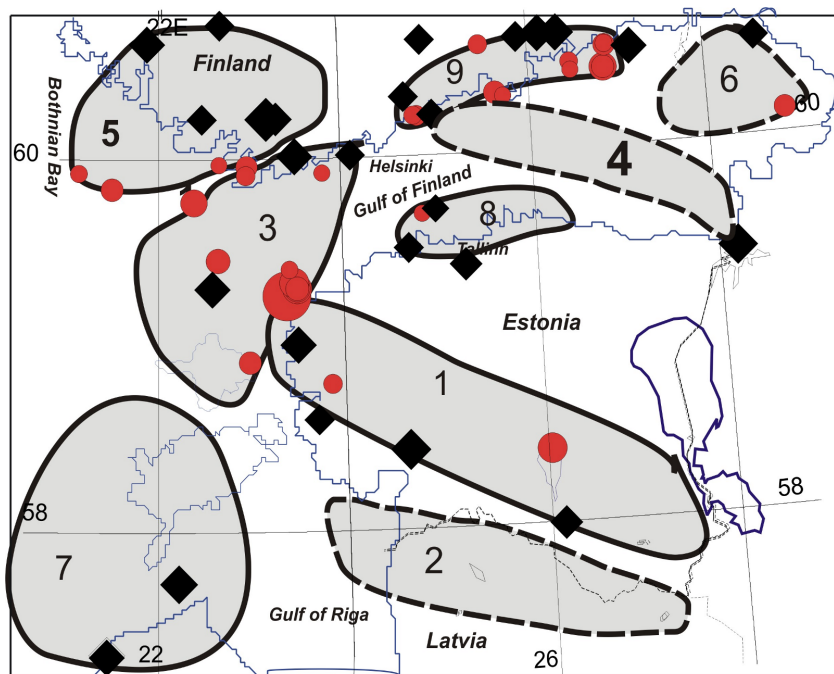 22E
Finland
9
6
60
Bothnian Bay
5
4
60
Helsinki
Gulf of Finland
3
8
Tallinn
Estonia
1
58
58
7
2
Gulf of Riga
Latvia
22
26